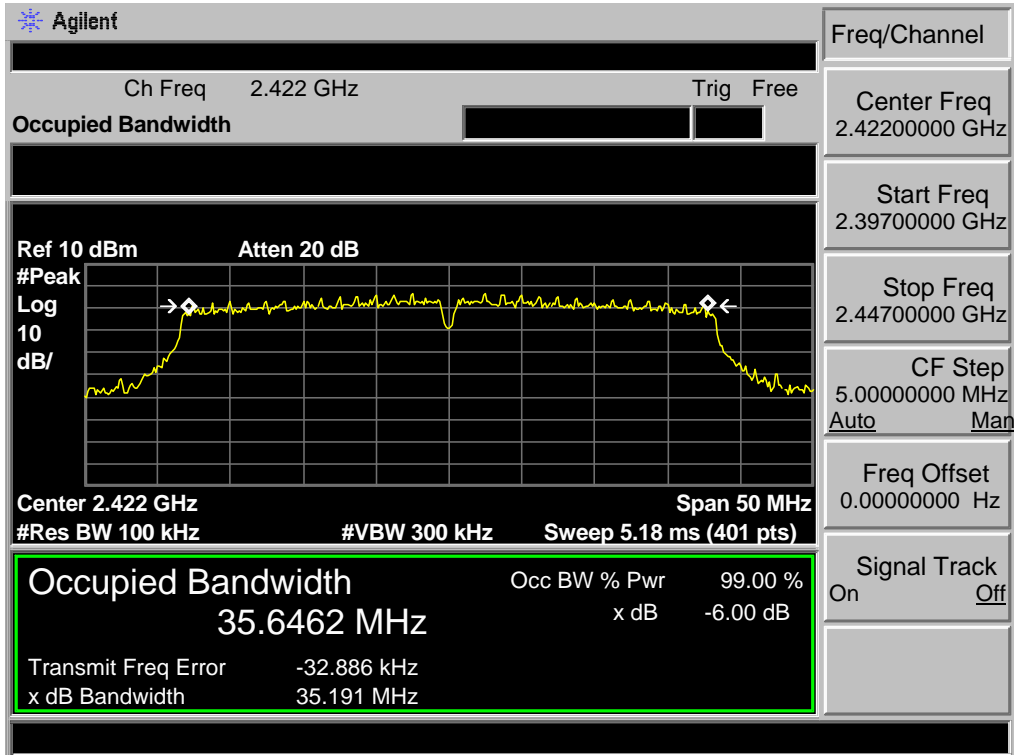 Agilent
Freq/Channel
Ch Freq 2.422 GHz Trig Free
Occupied Bandwidth
Center Freq
2.42200000 GHz
Start Freq
2.39700000 GHz
Stop Freq
2.44700000 GHz
CF Step
5.00000000 MHz
Auto Man
Freq Offset
0.00000000 Hz
Signal Track
On Off
Ref 10 dBm Atten 20 dB
#Peak
Log
10
dB/
Center 2.422 GHz Span 50 MHz
#Res BW 100 kHz #VBW 300 kHz Sweep 5.18 ms (401 pts)
Occupied Bandwidth Occ BW % Pwr 99.00 %
35.6462 MHz x dB -6.00 dB
Transmit Freq Error -32.886 kHz
x dB Bandwidth 35.191 MHz